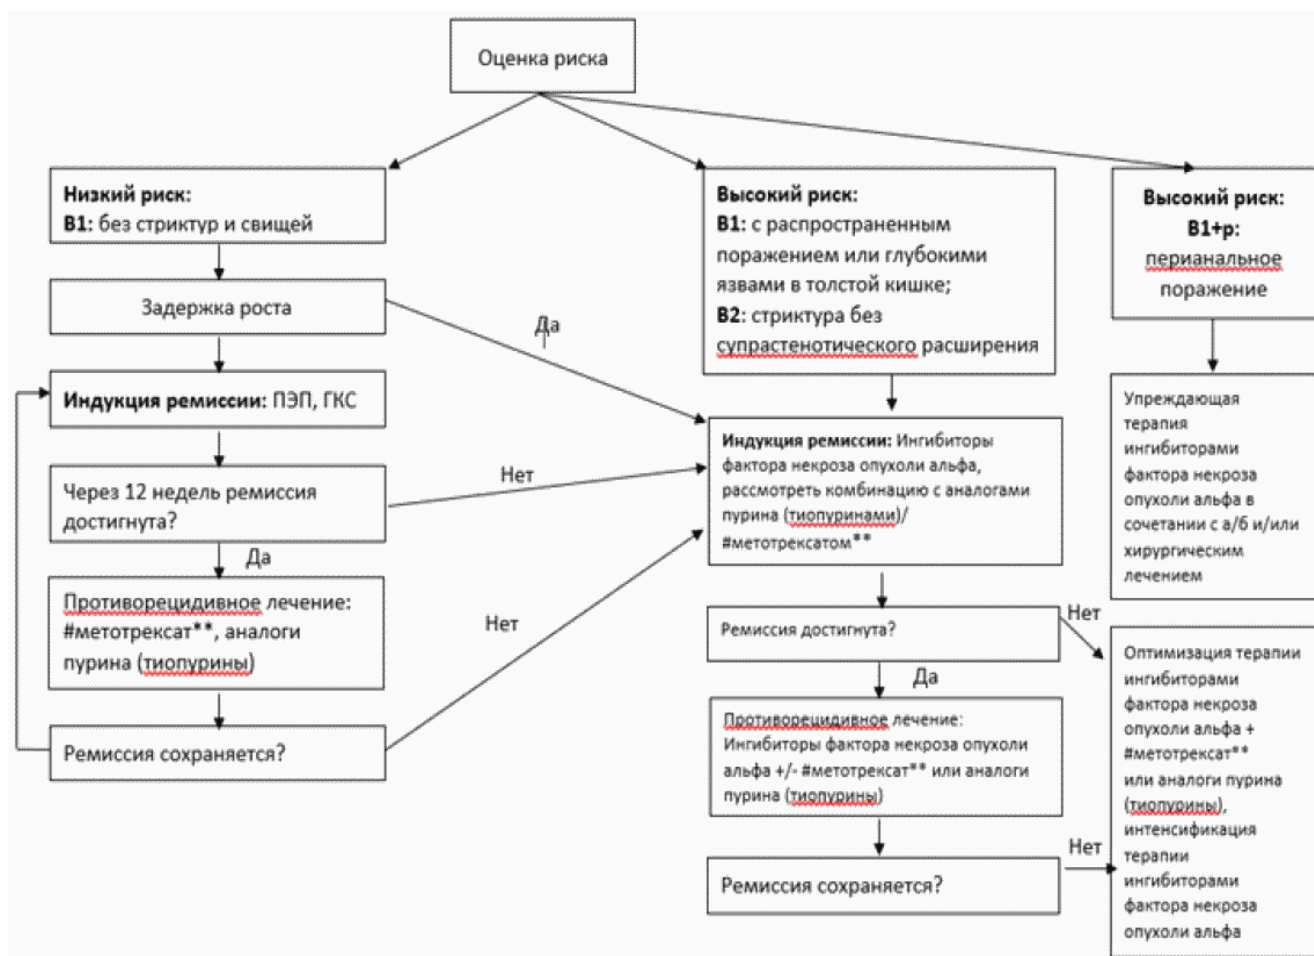 Оценка риска
Низкий риск:
В1: без стриктур и свищей
Задержка роста
Да
Индукция ремиссии: ПЭП, ГКС
Через 12 недель ремиссия
достигнута?
Нет
Да
Противорецидивное лечение:
#метотрексат**, аналоги
пурина (тиопурины)
Нет
Ремиссия сохраняется?
Высокий риск:
В1: с распространенным
поражением или глубокими
язвами в толстой кишке;
В2: стриктура без
супрастенотического расширения
Индукция ремиссии: Ингибиторы
фактора некроза опухоли альфа,
рассмотреть комбинацию с аналогами
пурина (тиопуринами)/
#метотрексатом**
Ремиссия достигнута?
Нет
Да
Противорецидивное лечение:
Ингибиторы фактора некроза опухоли
альфа +/- #метотрексат** или аналоги
пурина (тиопурины)
Ремиссия сохраняется?
Нет
Высокий риск:
В1+р:
перианальное
поражение
Упреждающая
терапия
ингибиторами
фактора некроза
опухоли альфа в
сочетании с а/б и/или
хирургическим
лечением
Оптимизация терапии
ингибиторами
фактора некроза
опухоли альфа +
#метотрексат**
или аналоги пурина
(тиопурины),
интенсификация
терапии
ингибиторами
фактора некроза
опухоли альфа